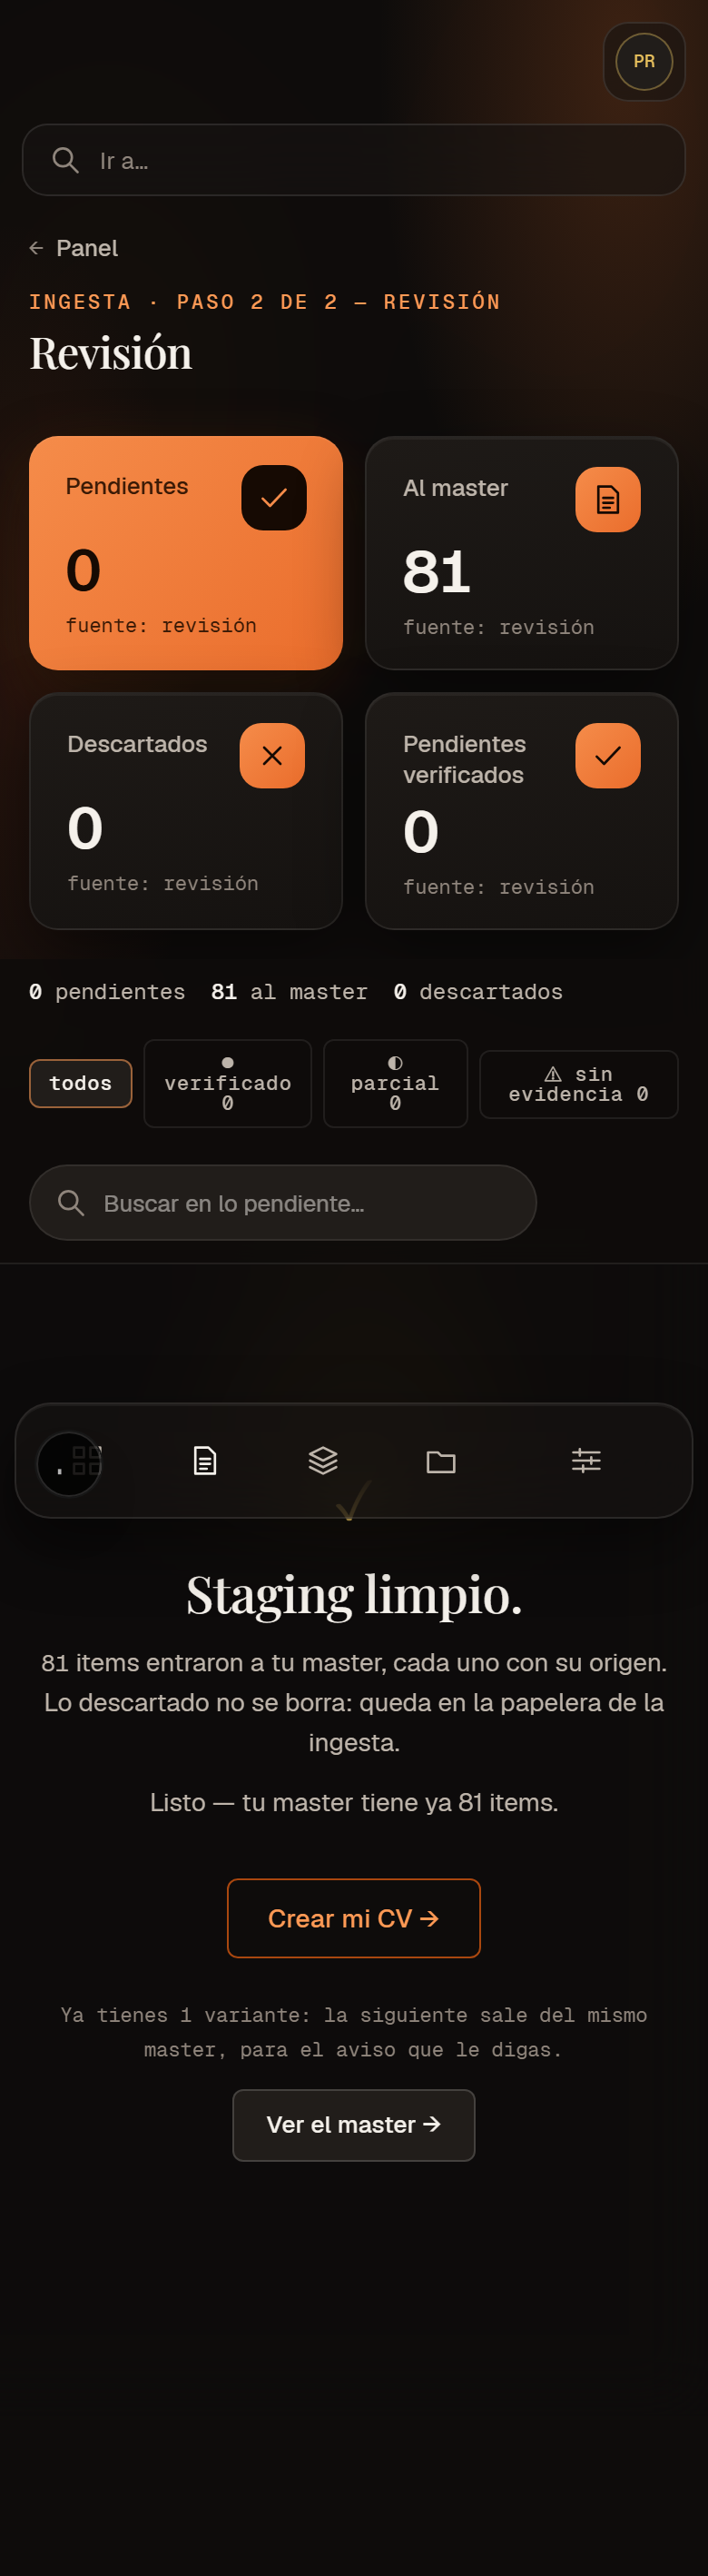 PR
Ir a...
← Panel
INGESTA · PASO 2 DE 2 — REVISIÓN
Revisión
Pendientes
0
fuente: revisión
Al master
81
fuente: revisión
Descartados
0
fuente: revisión
Pendientes
verificados
0
fuente: revisión
0 pendientes 81 al master 0 descartados
todos
●
verificado
0
◐
parcial
0
⚠ sin
evidencia 0
Buscar en lo pendiente...
Staging limpio.
81 items entraron a tu master, cada uno con su origen.
Lo descartado no se borra: queda en la papelera de la
ingesta.
Listo — tu master tiene ya 81 items.
Crear mi CV →
Ya tienes 1 variante: la siguiente sale del mismo
master, para el aviso que le digas.
Ver el master →